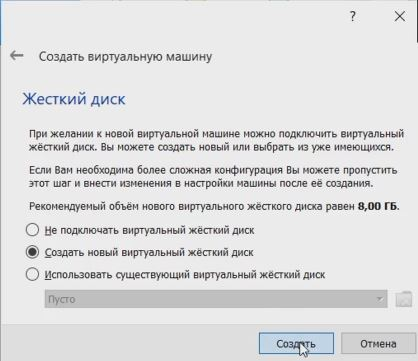 ?
Создать виртуальную машину
Жесткий диск
При желании к новой виртуальной машине можно подключить виртуальный
жёсткий диск. Вы можете создать новый или выбрать из уже имеющихся.
Если Вам необходима более сложная конфигурация Вы можете пропустить
этот шаг и внести изменения в настройки машины после её создания.
Рекомендуемый объём нового виртуального жёсткого диска равен 8,00 ГБ.
Не подключать виртуальный жёсткий диск
Создать новый виртуальный жёсткий диск
Использовать существующий виртуальный жёсткий диск
Пусто
Создать Отмена